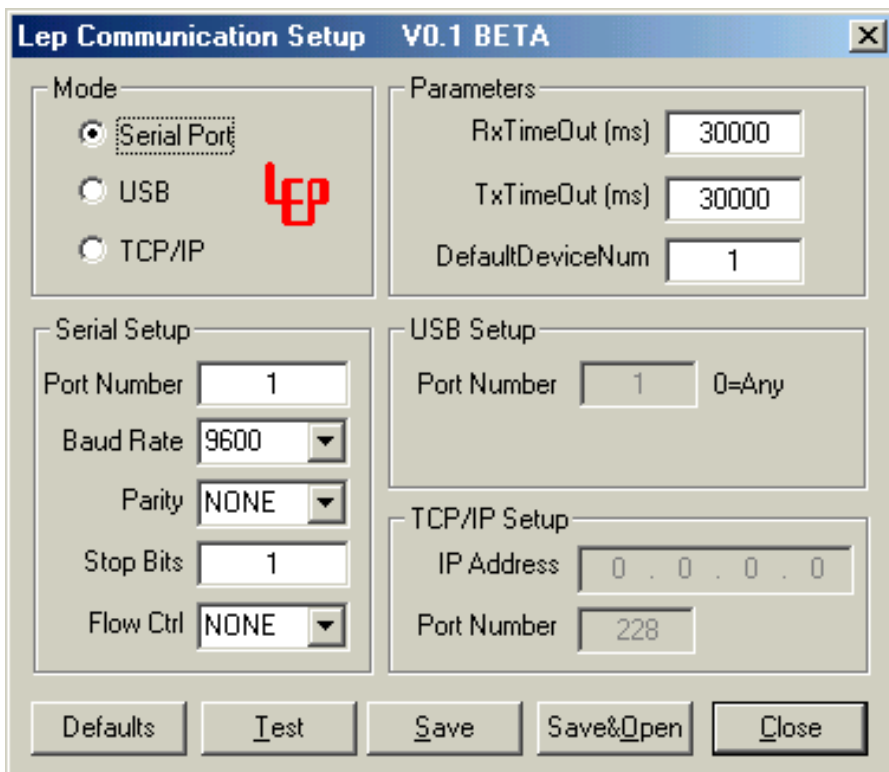 Lep Communication Setup V0.1 BETA
Mode
Serial Port
USB
TCP/IP
LEP
Parameters
RxTimeOut (ms) 30000
TxTimeOut (ms) 30000
DefaultDeviceNum 1
Serial Setup
Port Number 1
Baud Rate 9600
Parity NONE
Stop Bits 1
Flow Ctrl NONE
USB Setup
Port Number 1 0=Any
TCP/IP Setup
IP Address 0 . 0 . 0 . 0
Port Number 228
Defaults Test Save Save&Open Close